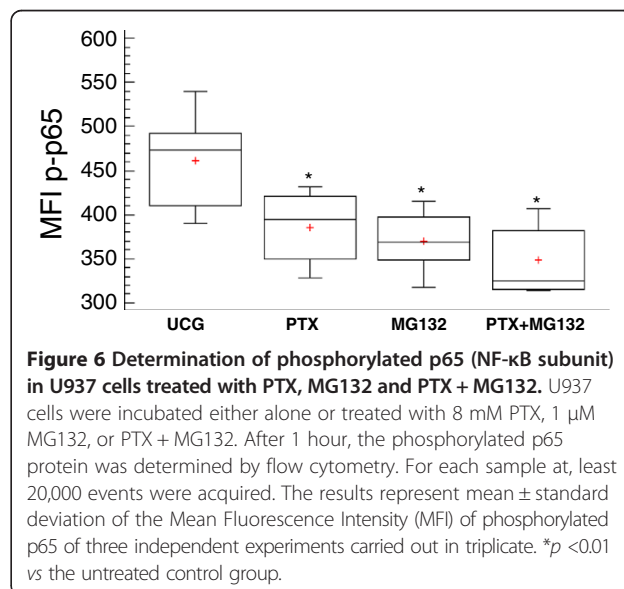 600
550
500
450
400
350
300
MFI p-p65
* * *
UCG PTX MG132 PTX+MG132
Figure 6 Determination of phosphorylated p65 (NF-κB subunit)
in U937 cells treated with PTX, MG132 and PTX + MG132. U937
cells were incubated either alone or treated with 8 mM PTX, 1 μM
MG132, or PTX + MG132. After 1 hour, the phosphorylated p65
protein was determined by flow cytometry. For each sample at, least
20,000 events were acquired. The results represent mean ± standard
deviation of the Mean Fluorescence Intensity (MFI) of phosphorylated
p65 of three independent experiments carried out in triplicate. *p <0.01
vs the untreated control group.